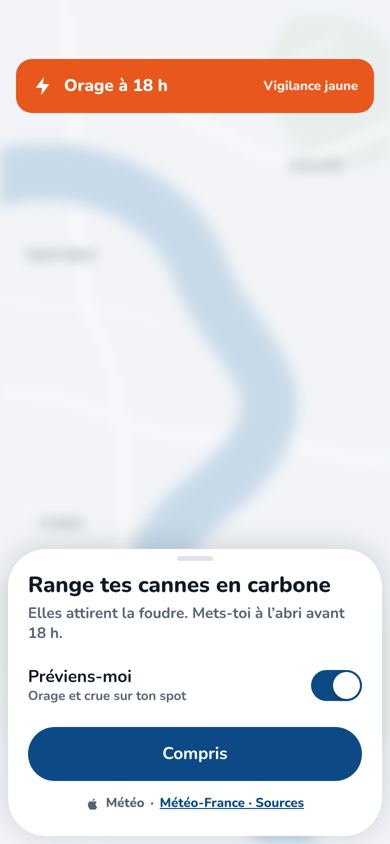 Orage à 18 h
Vigilance jaune
Range tes cannes en carbone
Elles attirent la foudre. Mets-toi à l’abri avant
18 h.
Préviens-moi
Orage et crue sur ton spot
Compris
Météo · Météo-France · Sources